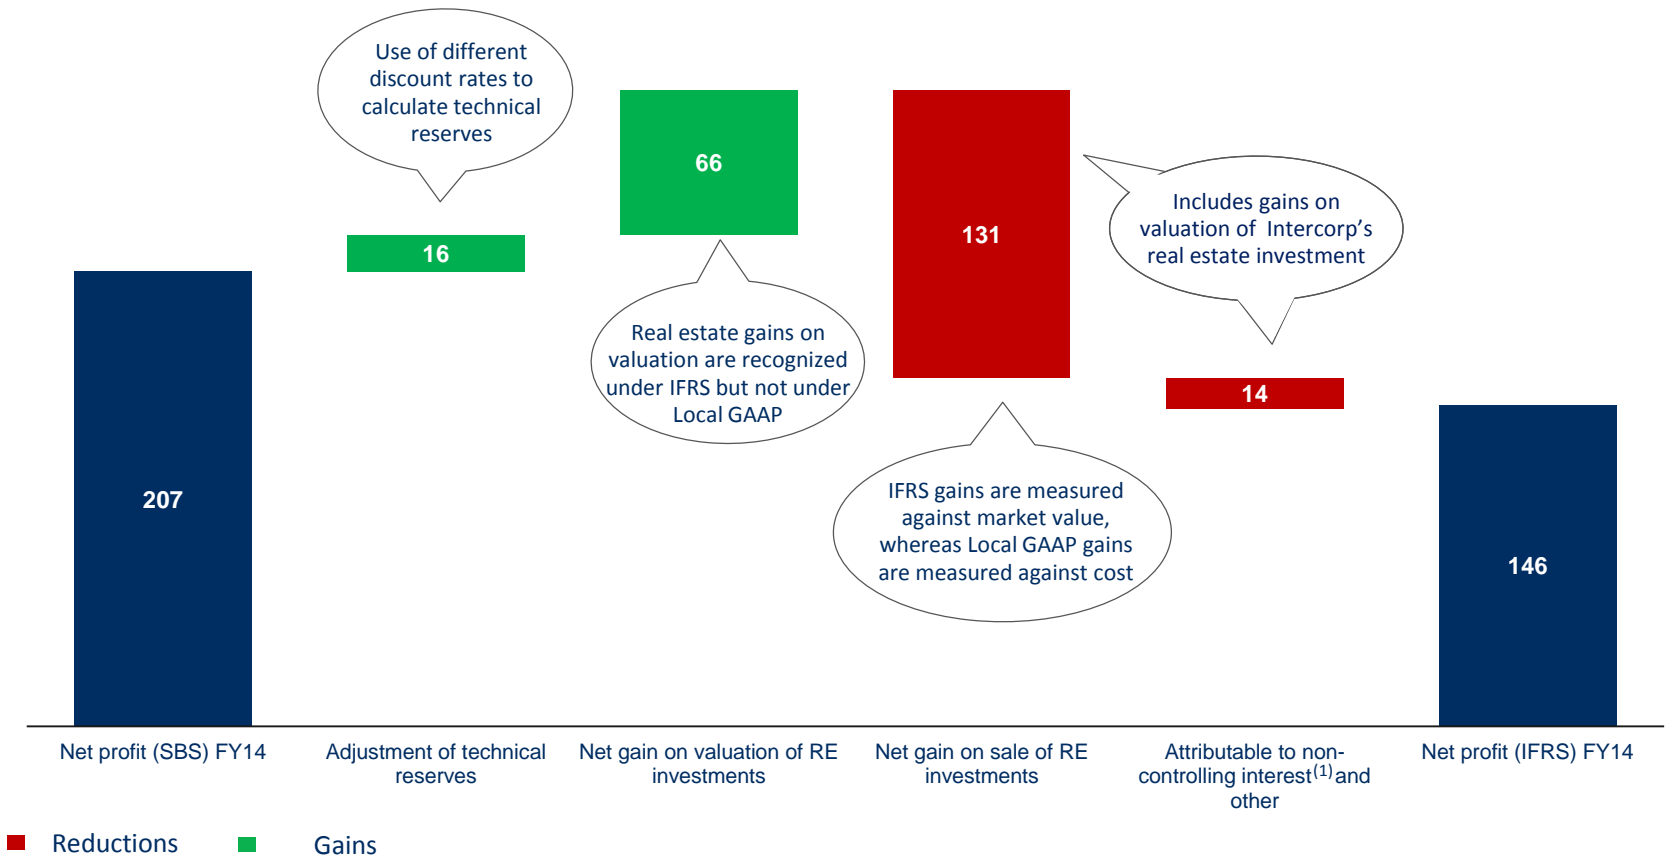 Use of different
discount rates to
calculate technical
reserves
66
131
Includes gains on
valuation of Intercorp's
real estate investment
16
Real estate gains on
valuation are recognized
under IFRS but not under
Local GAAP
14
207
IFRS gains are measured
against market value,
whereas Local GAAP gains
are measured against cost
146
Net profit (SBS) FY14
Adjustment of technical
reserves
Net gain on valuation of RE
investments
Net gain on sale of RE
investments
Attributable to non-
controlling interest(1) and
other
Net profit (IFRS) FY14
Reductions
Gains